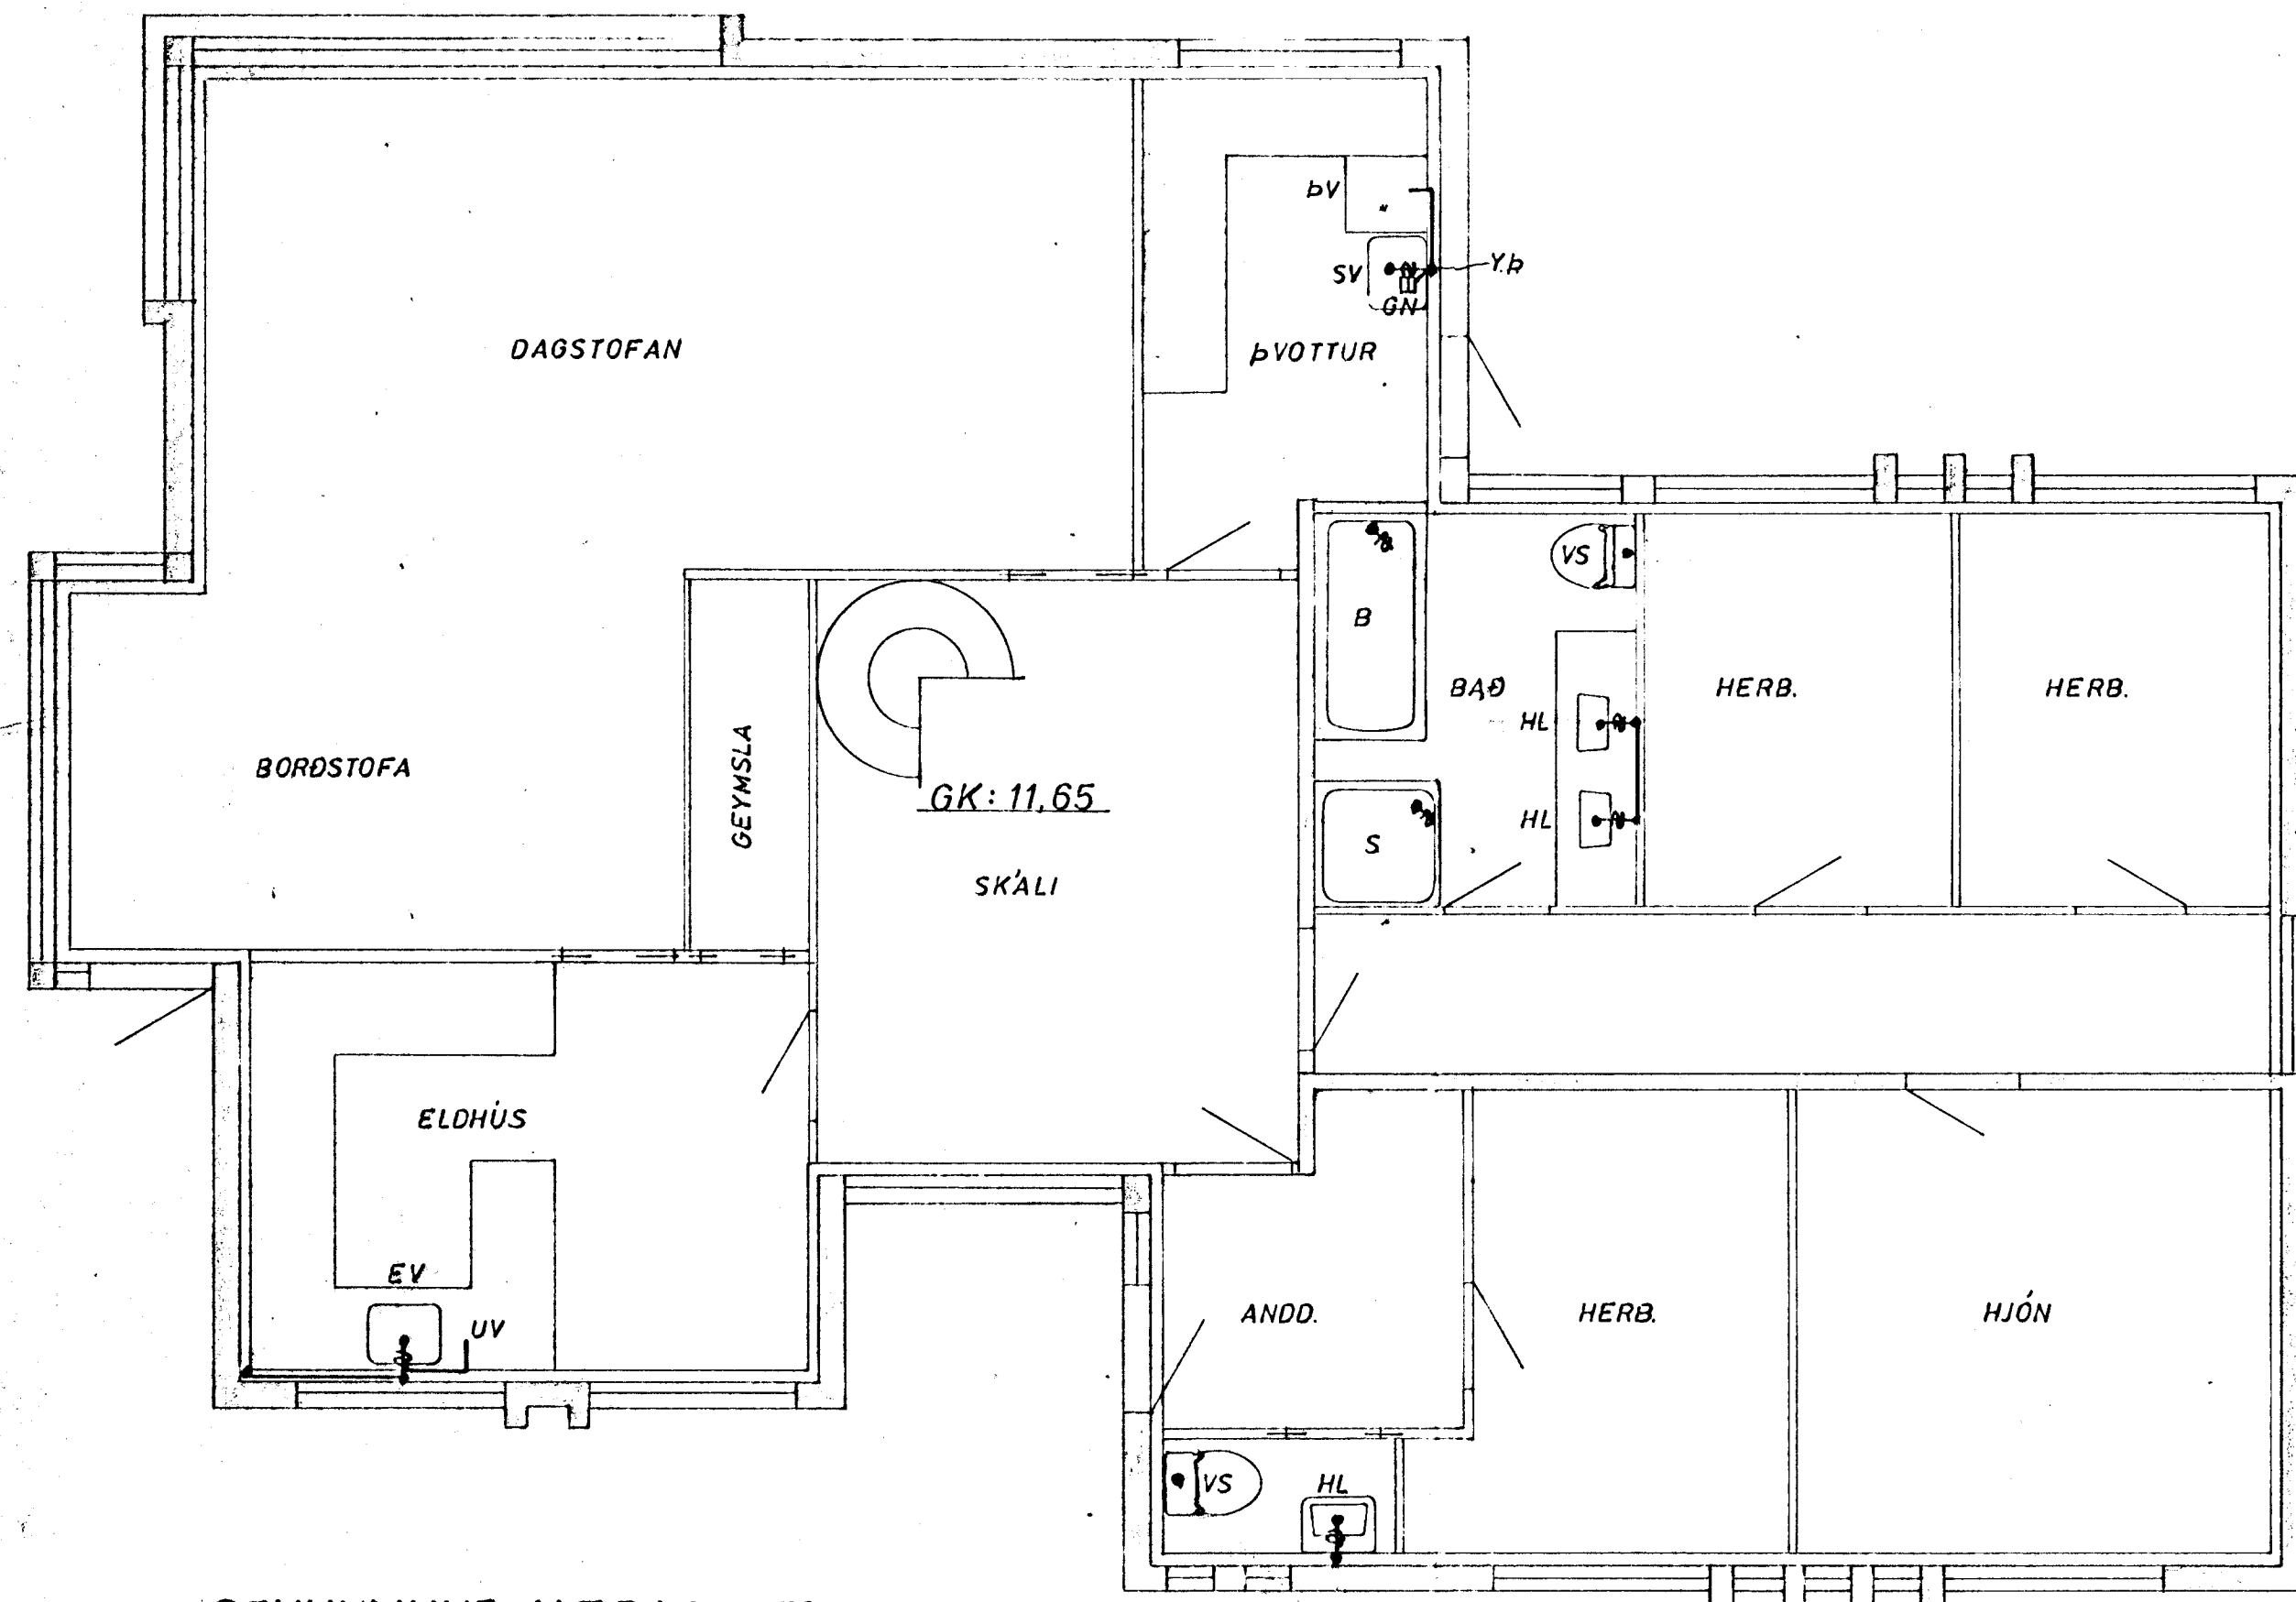 ÞV
SV
GN
Y.Þ
DAGSTOFAN
ÞVOTTUR
VS
B
BAÐ
HERB.
HERB.
HL
HL
BORÐSTOFA
GEYMSLA
GK: 11,65
S
SKÁLI
ELDHÚS
EV
UV
ANDD.
HERB.
HJÓN
VS
HL